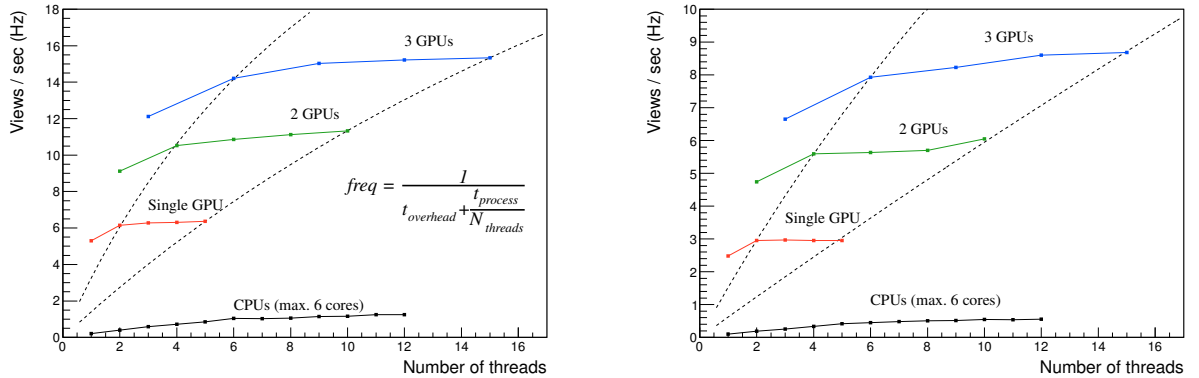 Views / sec (Hz)
18
16
14
12
10
8
6
4
2
0
3 GPUs
2 GPUs
Single GPU
CPUs (max. 6 cores)
freq = 1
t overhead + t process
N threads
0 2 4 6 8 10 12 14 16
Number of threads
Views / sec (Hz)
10
9
8
7
6
5
4
3
2
1
0
3 GPUs
2 GPUs
Single GPU
CPUs (max. 6 cores)
0 2 4 6 8 10 12 14 16
Number of threads